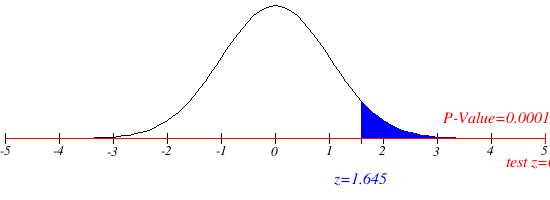 P-Value=0.0001
-5 -4 -3 -2 -1 0 1 2 3 4 5
test z=
z=1.645